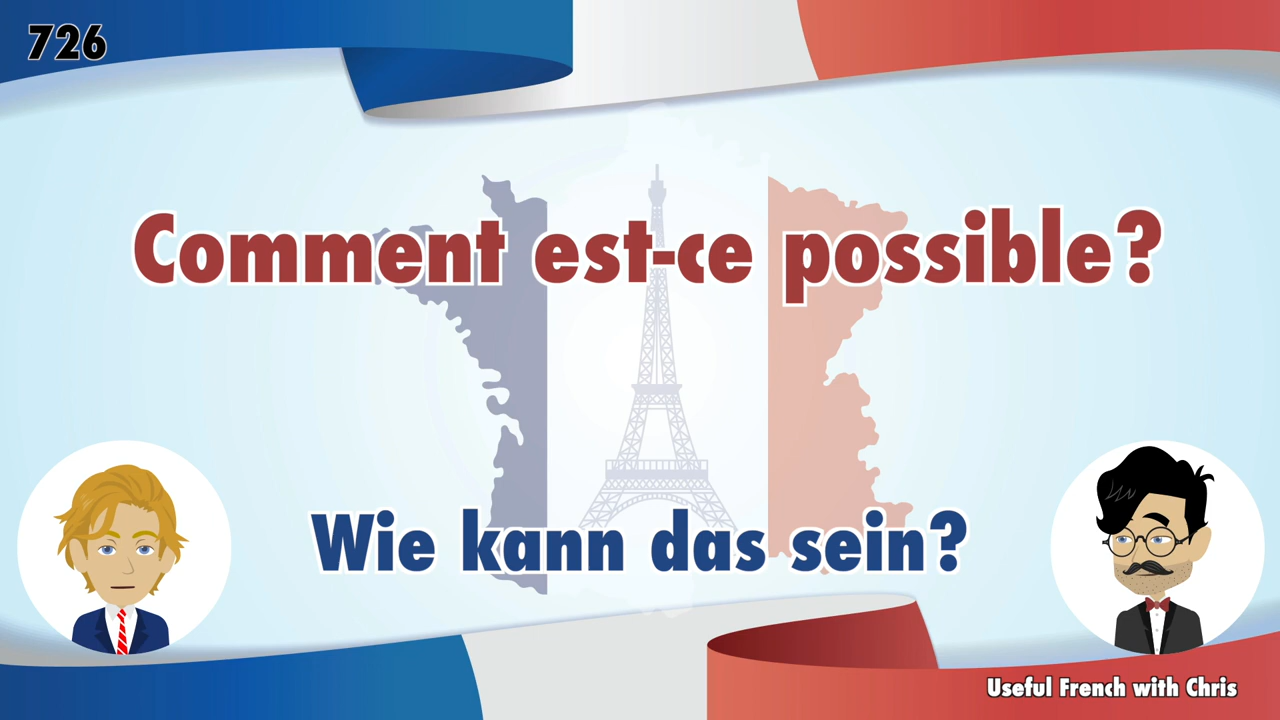 726
Comment est-ce possible?
Wie kann das sein?
Useful French with Chris